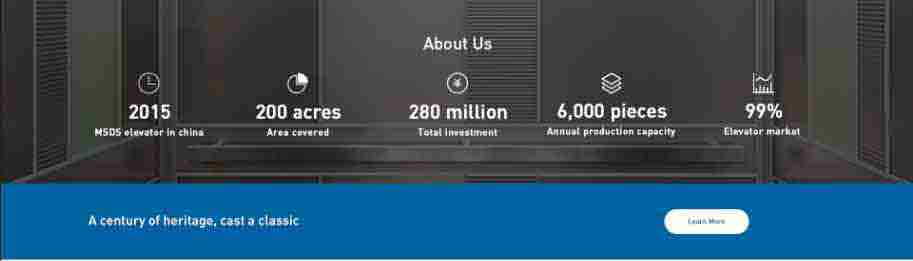 About Us
2015
200 acres
280 million
6,000 pieces
99%
MSDS elevator in china
Area covered
Total investment
Annual production capacity
Elevator market
A century of heritage, cast a classic
Learn More